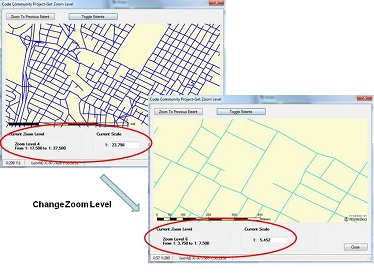 Code Community Project-Get Zoom Level
Zoom To Previous Extent
Toggle Extents
Current Zoom Level
Current Scale
Zoom Level 4
1: 23,798
From 1: 17,500 to 1: 37,500
Code Community Project-Get Zoom Level
Zoom To Previous Extent
Toggle Extents
Change Zoom Level
Current Zoom Level
Current Scale
Zoom Level 6
1: 5,452
From 1: 3,750 to 1: 7,500
Close